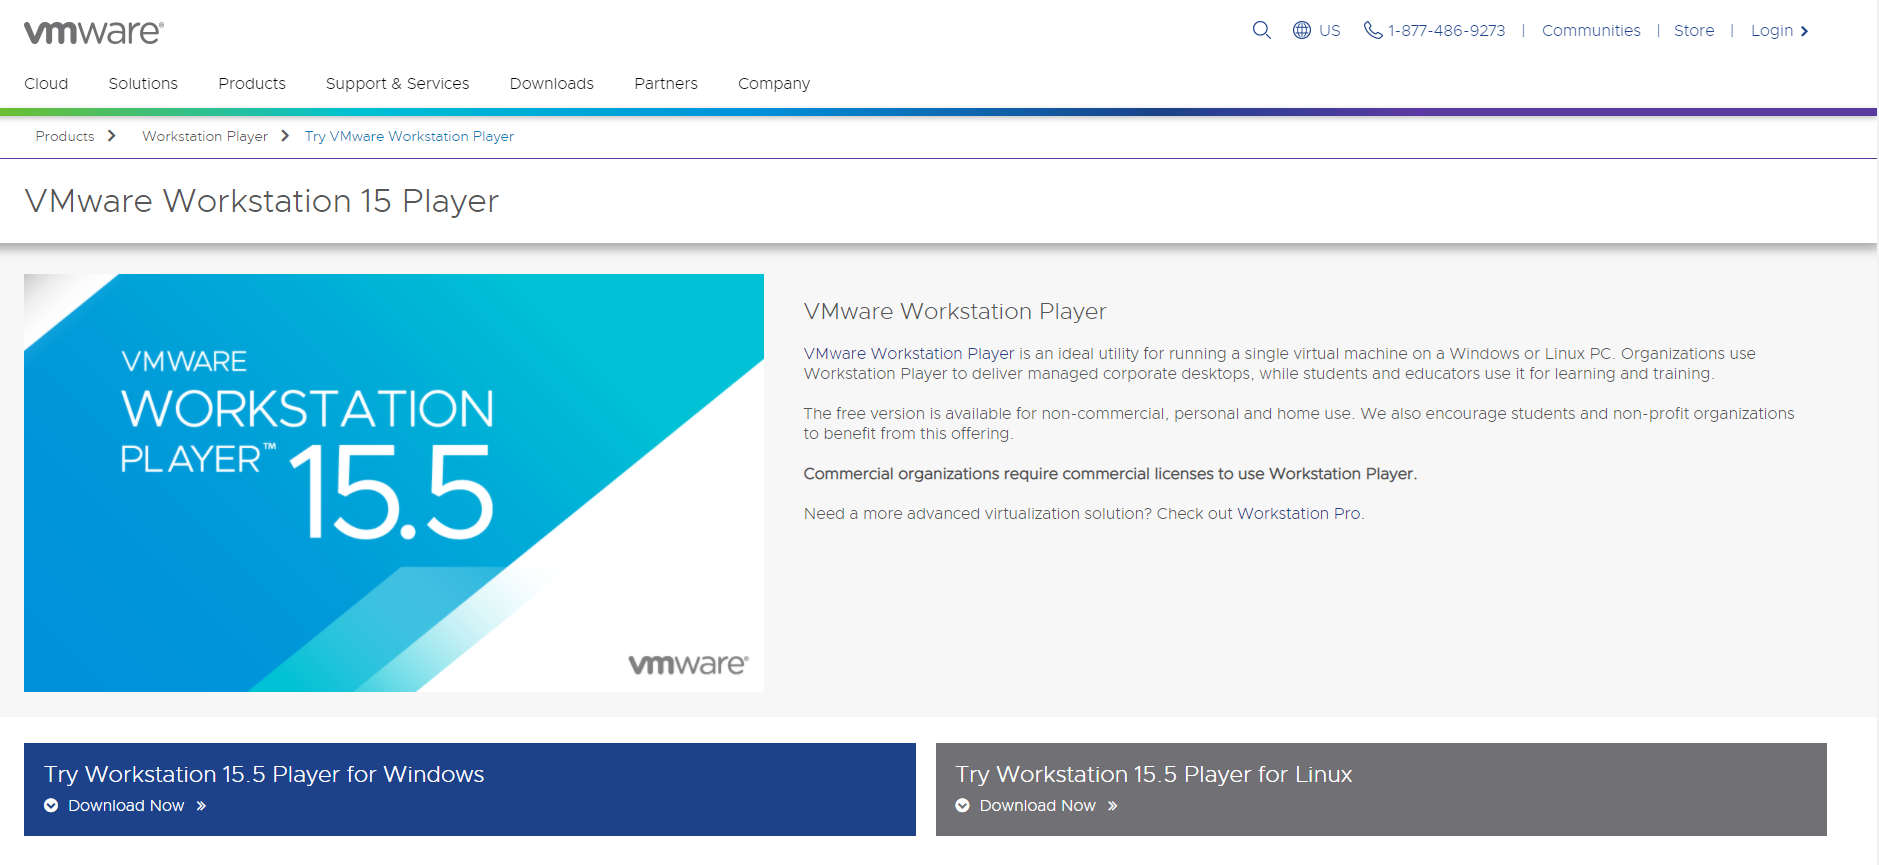 vmware®
US 1-877-486-9273 | Communities | Store | Login
Cloud Solutions Products Support & Services Downloads Partners Company
Products Workstation Player Try VMware Workstation Player
VMware Workstation 15 Player
VMWARE
WORKSTATION
PLAYER™ 15.5
vmware®
VMware Workstation Player
VMware Workstation Player is an ideal utility for running a single virtual machine on a Windows or Linux PC. Organizations use
Workstation Player to deliver managed corporate desktops, while students and educators use it for learning and training.
The free version is available for non-commercial, personal and home use. We also encourage students and non-profit organizations
to benefit from this offering.
Commercial organizations require commercial licenses to use Workstation Player.
Need a more advanced virtualization solution? Check out Workstation Pro.
Try Workstation 15.5 Player for Windows
Download Now »
Try Workstation 15.5 Player for Linux
Download Now »